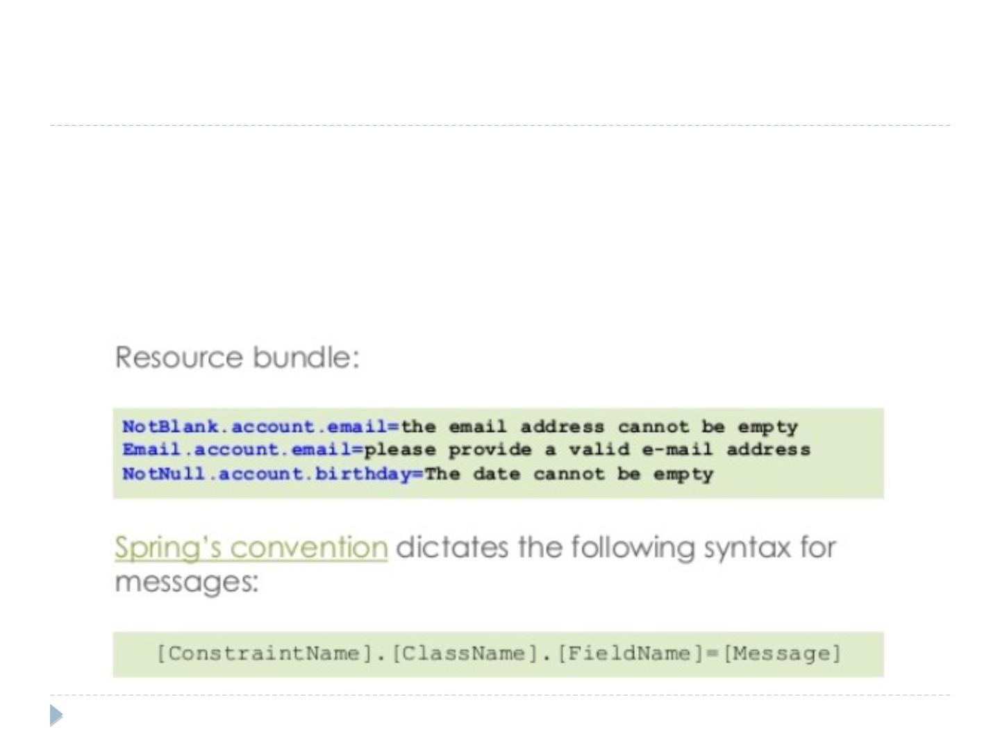 Resource bundle:
NotBlank.account.email=the email address cannot be empty
Email.account.email=please provide a valid e-mail address
NotNull.account.birthday=The date cannot be empty
Spring’s convention dictates the following syntax for
messages:
[ConstraintName].[ClassName].[FieldName]=[Message]